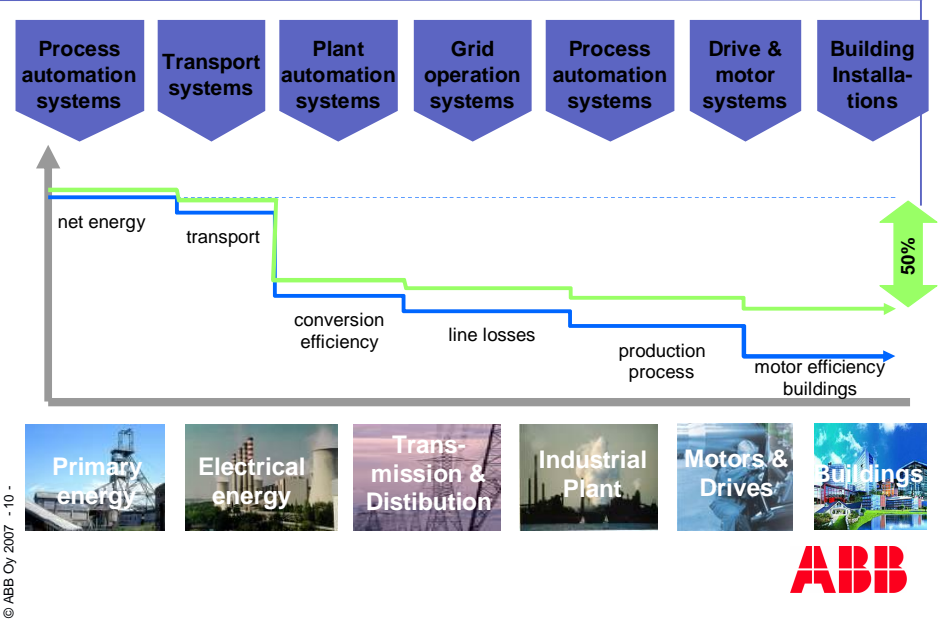 Process
automation
systems
Transport
systems
Plant
automation
systems
Grid
operation
systems
Process
automation
systems
Drive &
motor
systems
Building
Installa-
tions
net energy
transport
conversion
efficiency
line losses
production
process
motor efficiency
buildings
50%
Primary
energy
Electrical
energy
Trans-
mission &
Distibution
Industrial
Plant
Motors &
Drives
Buildings
© ABB Oy 2007 - 10 -
ABB